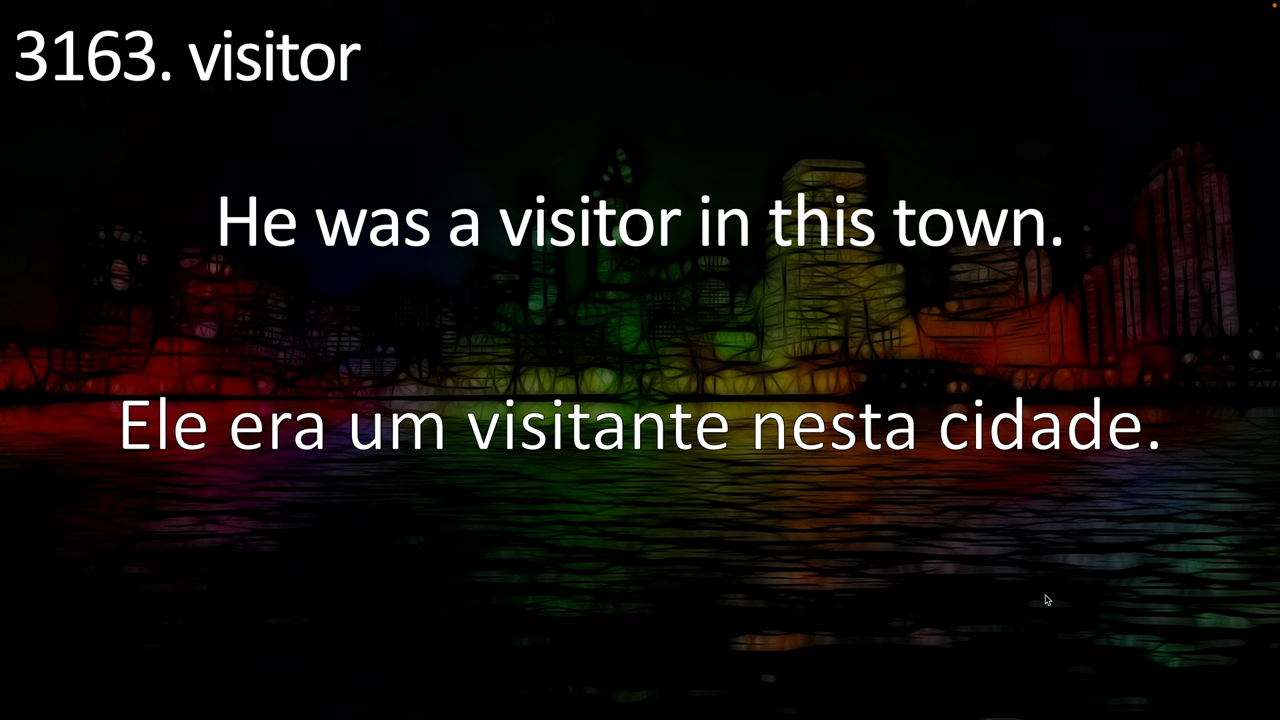 3163. visitor
He was a visitor in this town.
Ele era um visitante nesta cidade.